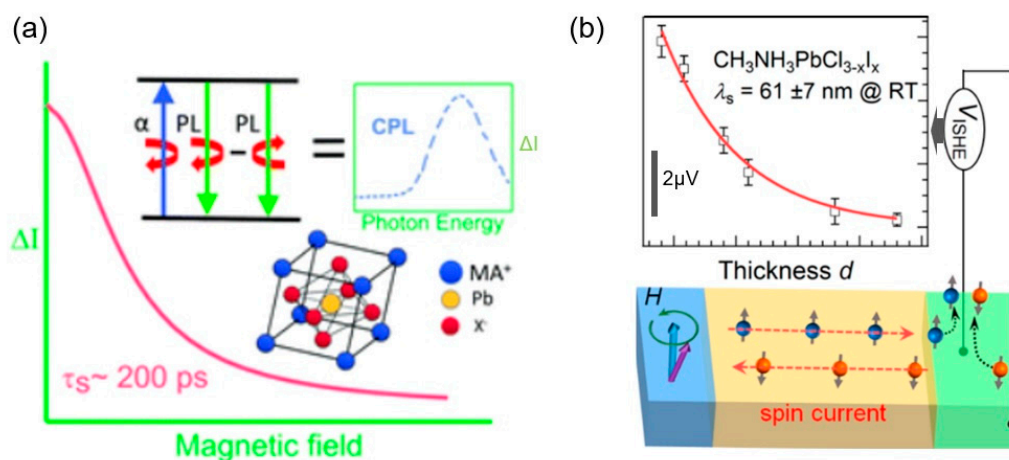 (a)
α PL PL
CPL
ΔI
Photon Energy
MA⁺
Pb
X⁻
ΔI
τs~ 200 ps
Magnetic field
(b)
CH₃NH₃PbCl₃₋ₓIₓ
λs = 61 ±7 nm @ RT
2μV
Thickness d
V_ISHE
H
spin current